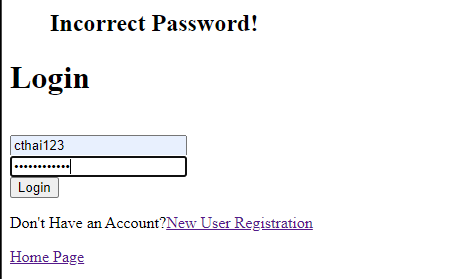 Incorrect Password!
Login
cthai123
••••••••••••
Login
Don't Have an Account?New User Registration
Home Page